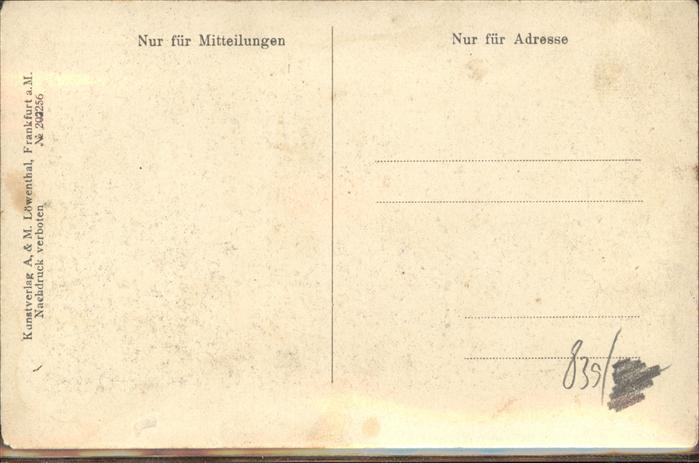 Nur für Mitteilungen
Nur für Adresse
Kunstverlag A. & M. Löwenthal, Frankfurt a. M.
Nachdruck verboten № 202256
839/